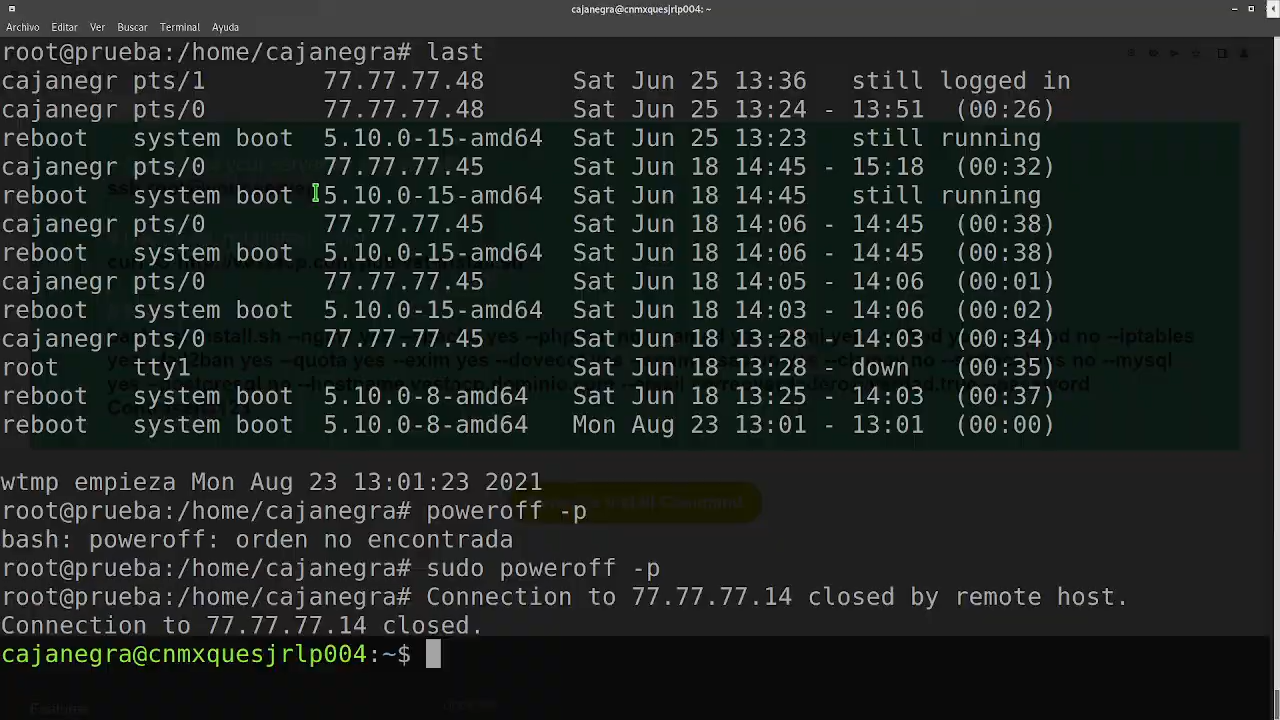 cajanegra@cnmxquesjrlp004: ~
Archivo Editar Ver Buscar Terminal Ayuda
root@prueba:/home/cajanegra# last
cajanegr pts/1 77.77.77.48 Sat Jun 25 13:36 still logged in
cajanegr pts/0 77.77.77.48 Sat Jun 25 13:24 - 13:51 (00:26)
reboot system boot 5.10.0-15-amd64 Sat Jun 25 13:23 still running
cajanegr pts/0 77.77.77.45 Sat Jun 18 14:45 - 15:18 (00:32)
reboot system boot 5.10.0-15-amd64 Sat Jun 18 14:45 still running
cajanegr pts/0 77.77.77.45 Sat Jun 18 14:06 - 14:45 (00:38)
reboot system boot 5.10.0-15-amd64 Sat Jun 18 14:06 - 14:45 (00:38)
cajanegr pts/0 77.77.77.45 Sat Jun 18 14:05 - 14:06 (00:01)
reboot system boot 5.10.0-15-amd64 Sat Jun 18 14:03 - 14:06 (00:02)
cajanegr pts/0 77.77.77.45 Sat Jun 18 13:28 - 14:03 (00:34)
root tty1 Sat Jun 18 13:28 - down (00:35)
reboot system boot 5.10.0-8-amd64 Sat Jun 18 13:25 - 14:03 (00:37)
reboot system boot 5.10.0-8-amd64 Mon Aug 23 13:01 - 13:01 (00:00)
wtmp empieza Mon Aug 23 13:01:23 2021
root@prueba:/home/cajanegra# poweroff -p
bash: poweroff: orden no encontrada
root@prueba:/home/cajanegra# sudo poweroff -p
root@prueba:/home/cajanegra# Connection to 77.77.77.14 closed by remote host.
Connection to 77.77.77.14 closed.
cajanegra@cnmxquesjrlp004:~$